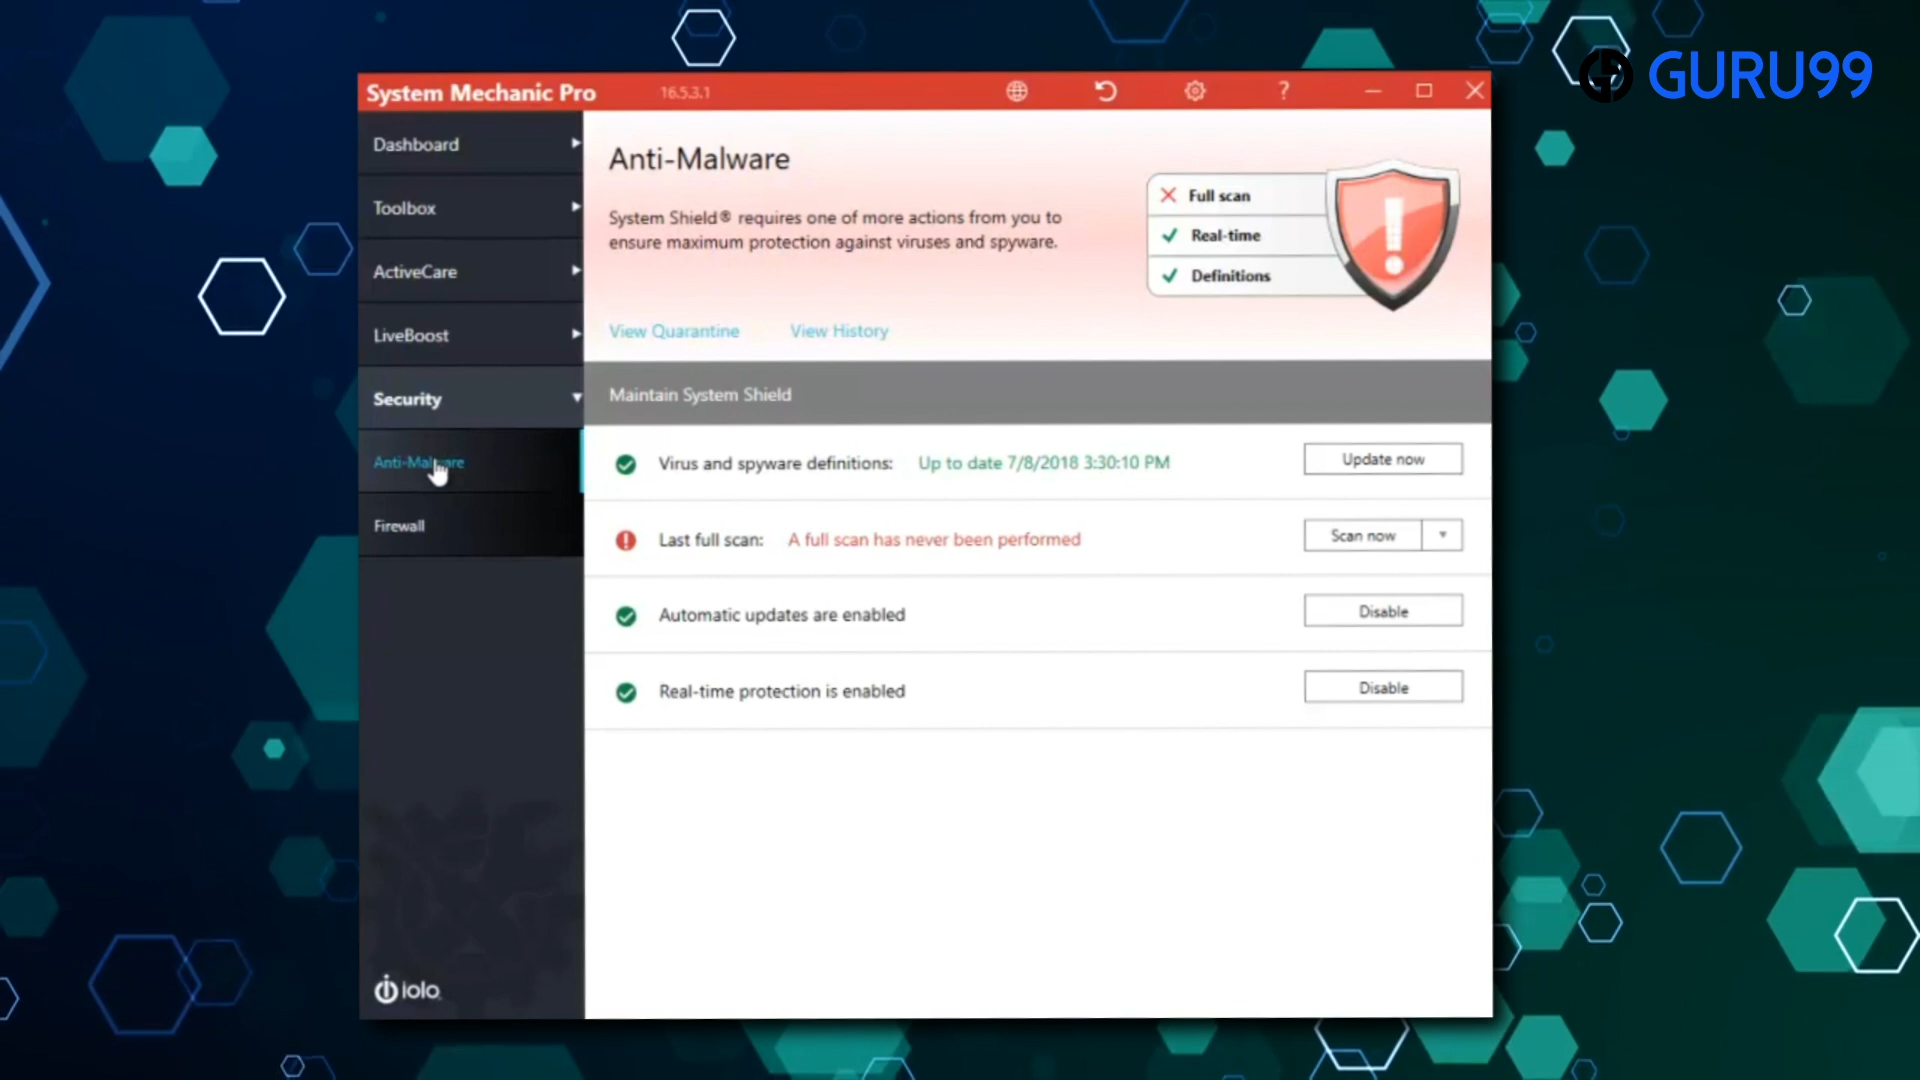 GURU99
System Mechanic Pro 16.5.3.1 ?
Dashboard
Toolbox
ActiveCare
LiveBoost
Security
Anti-Malware
Firewall
iolo
Anti-Malware
System Shield® requires one of more actions from you to
ensure maximum protection against viruses and spyware.
Full scan
Real-time
Definitions
View Quarantine View History
Maintain System Shield
Virus and spyware definitions: Up to date 7/8/2018 3:30:10 PM Update now
Last full scan: A full scan has never been performed Scan now
Automatic updates are enabled Disable
Real-time protection is enabled Disable